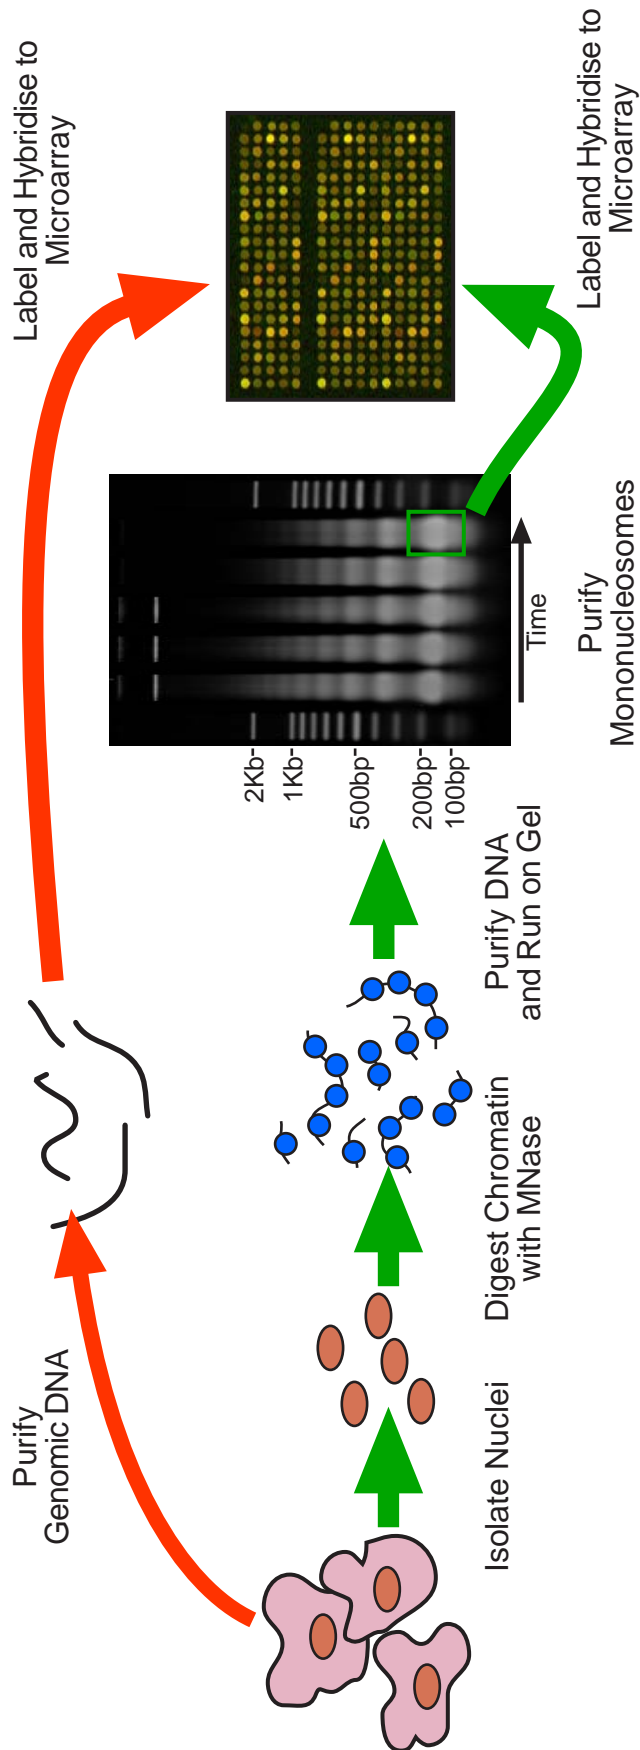 Purify
Genomic DNA
Label and Hybridise to
Microarray
2Kb-
1Kb-
500bp-
200bp-
100bp-
Time
Isolate Nuclei
Digest Chromatin
with MNase
Purify DNA
and Run on Gel
Purify
Mononucleosomes
Label and Hybridise to
Microarray